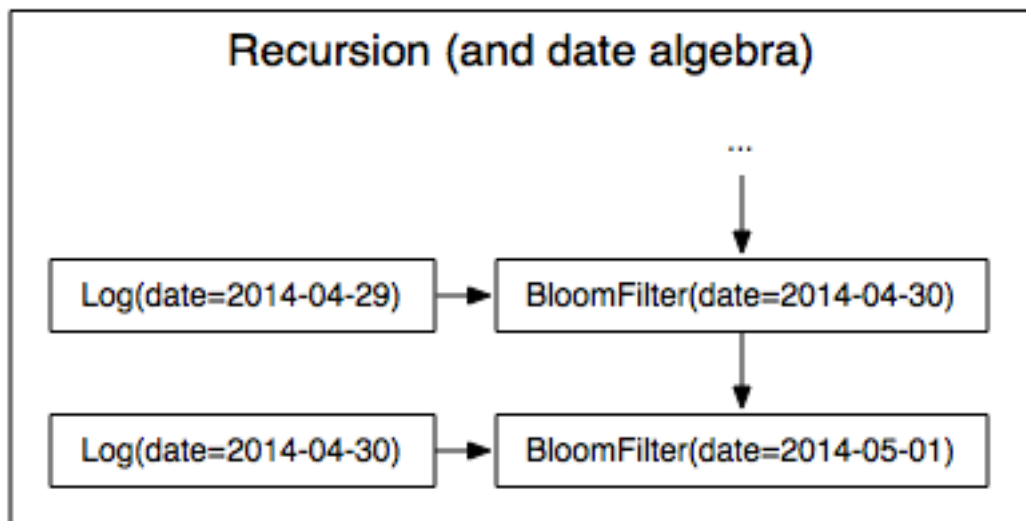 Recursion (and date algebra)
...
Log(date=2014-04-29)
BloomFilter(date=2014-04-30)
Log(date=2014-04-30)
BloomFilter(date=2014-05-01)